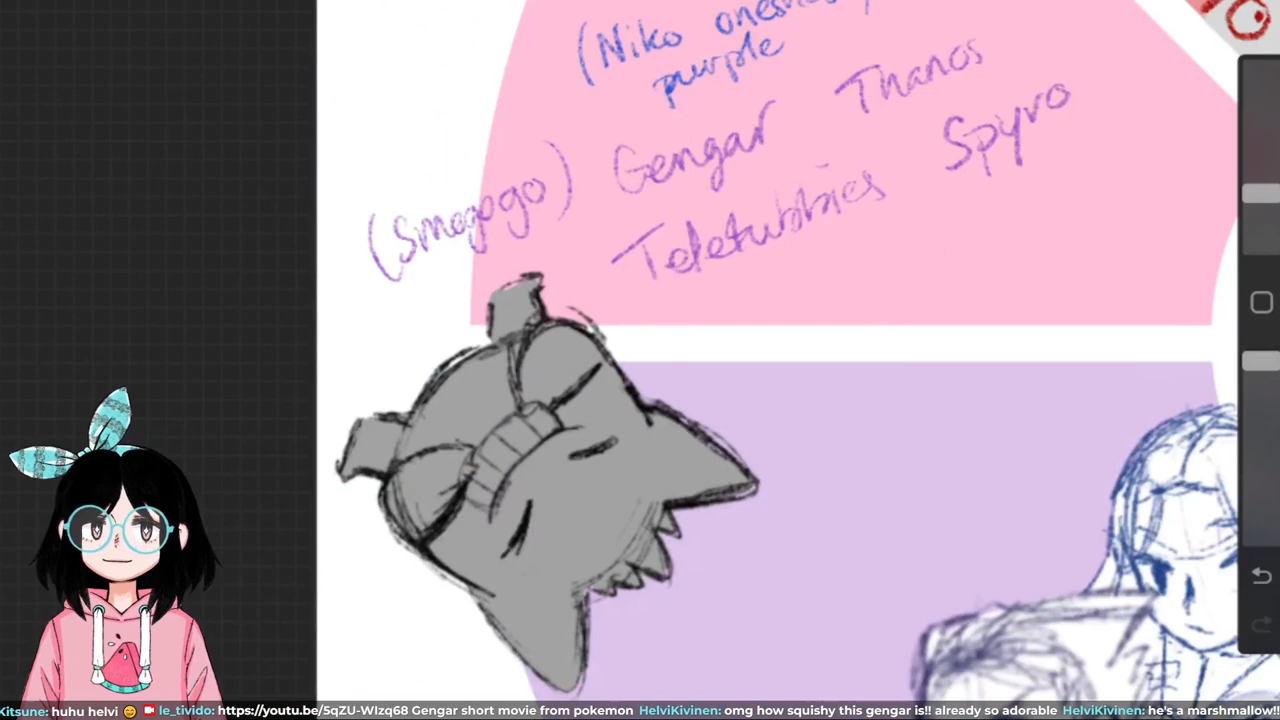 (Niko
purple
Thanos
(Smogogo) Gengar
Spyro
Teletubbies
Kitsune: huhu helvi 😊 le_tivido: https://youtu.be/5qZU-WIzq68 Gengar short movie from pokemon HelviKivinen: omg how squishy this gengar is!! already so adorable HelviKivinen: he's a marshmallow!!